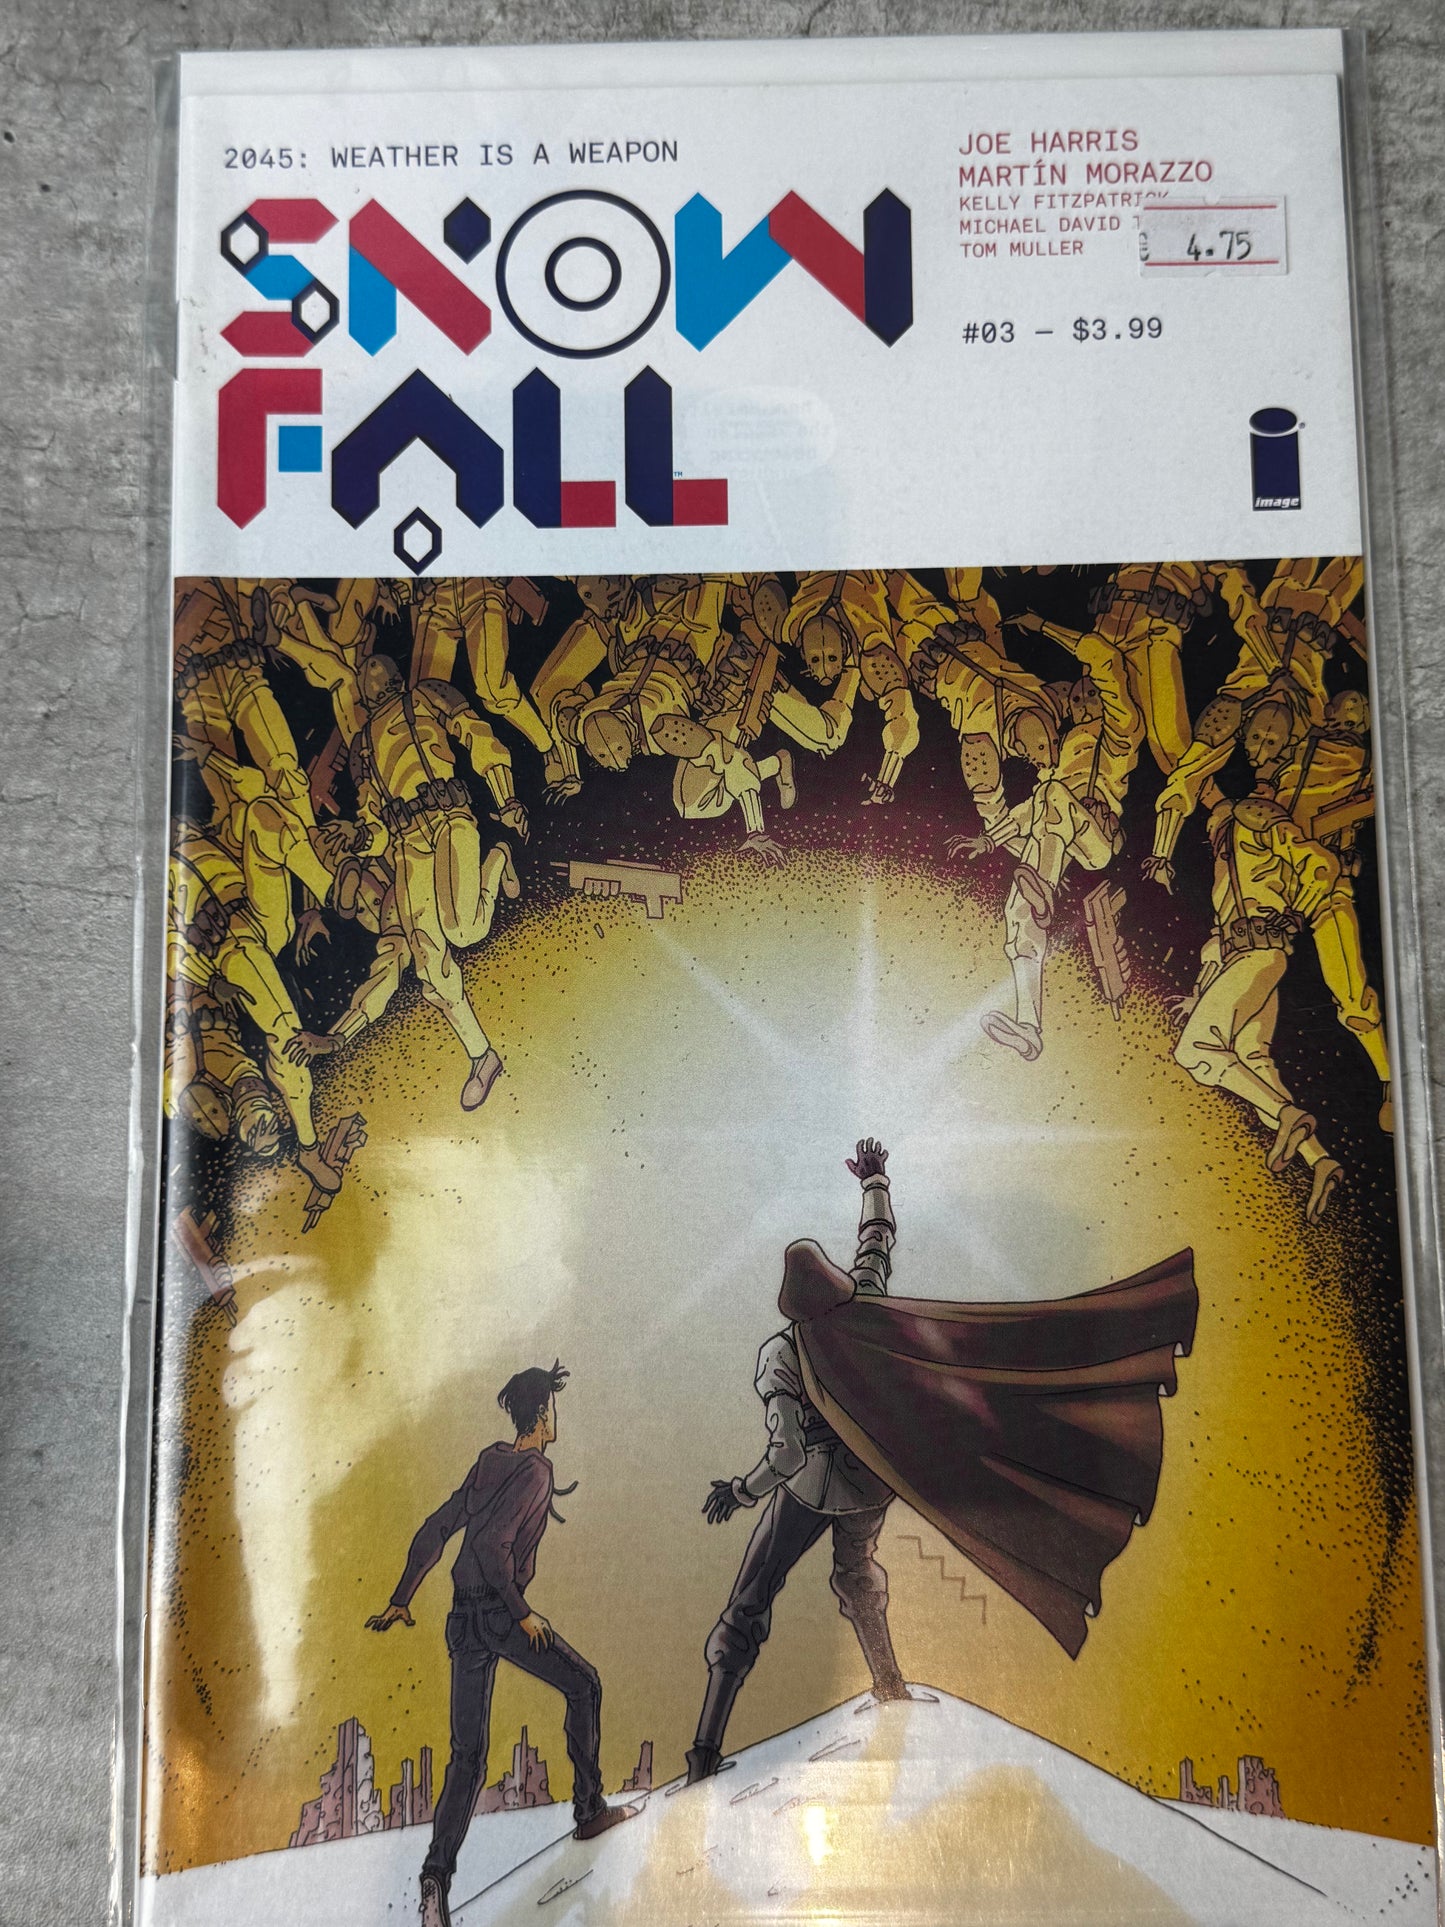 2045: WEATHER IS A WEAPON
SNOW
FALL
™
JOE HARRIS
MARTÍN MORAZZO
KELLY FITZPATRICK
MICHAEL DAVID
TOM MULLER
€ 4.75
#03 — $3.99
image